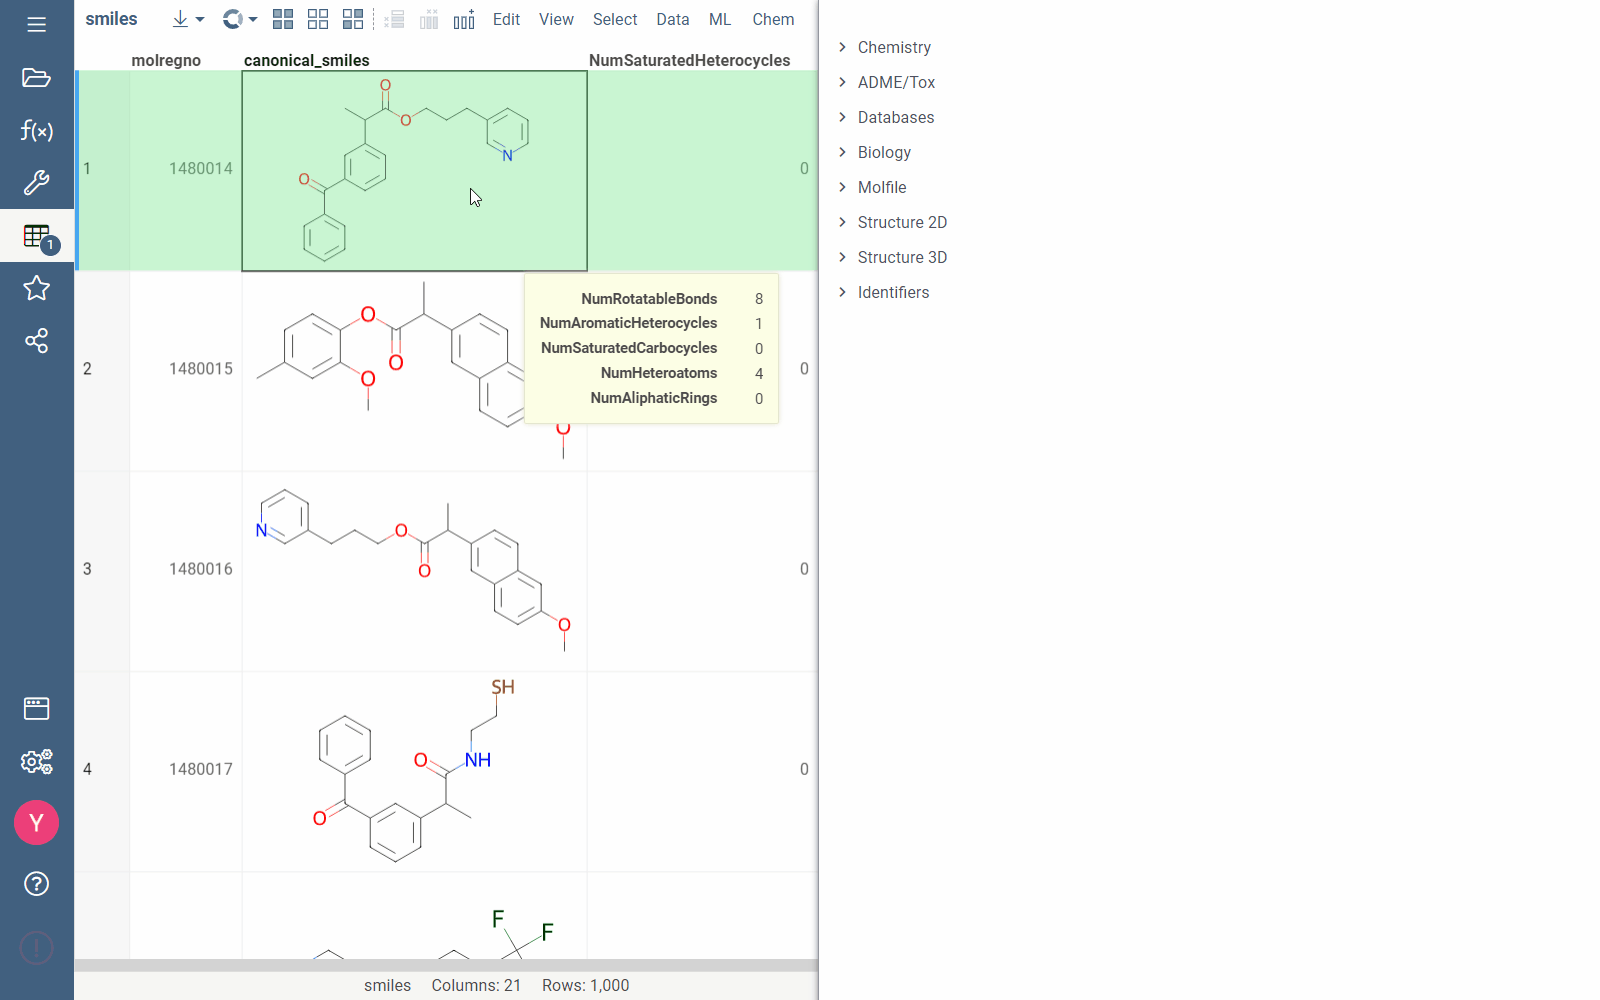 smiles
Edit View Select Data ML Chem
molregno canonical_smiles NumSaturatedHeterocycles
f(x)
1
Y
1 1480014 0
O
O
N
O
NumRotatableBonds 8
NumAromaticHeterocycles 1
NumSaturatedCarbocycles 0
NumHeteroatoms 4
NumAliphaticRings 0
2 1480015 0
O
O
O
O
3 1480016 0
N
O
O
O
4 1480017 0
SH
O
NH
O
F
F
smiles Columns: 21 Rows: 1,000
Chemistry
ADME/Tox
Databases
Biology
Molfile
Structure 2D
Structure 3D
Identifiers